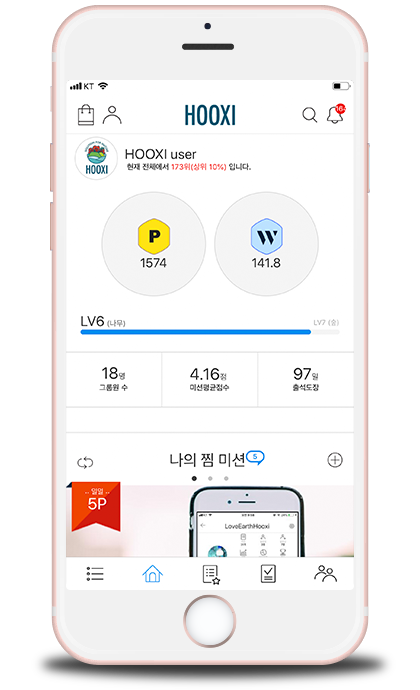 KT
HOOXI
16
HOOXI
HOOXI user
현재 전체에서 173위(상위 10%) 입니다.
P
W
1574
141.8
LV6 (나무)
LV7 (숲)
18명
4.16점
97일
그룹원 수
미션평균점수
출석도장
나의 찜 미션
5
매일
5P
LoveEarthHooxi